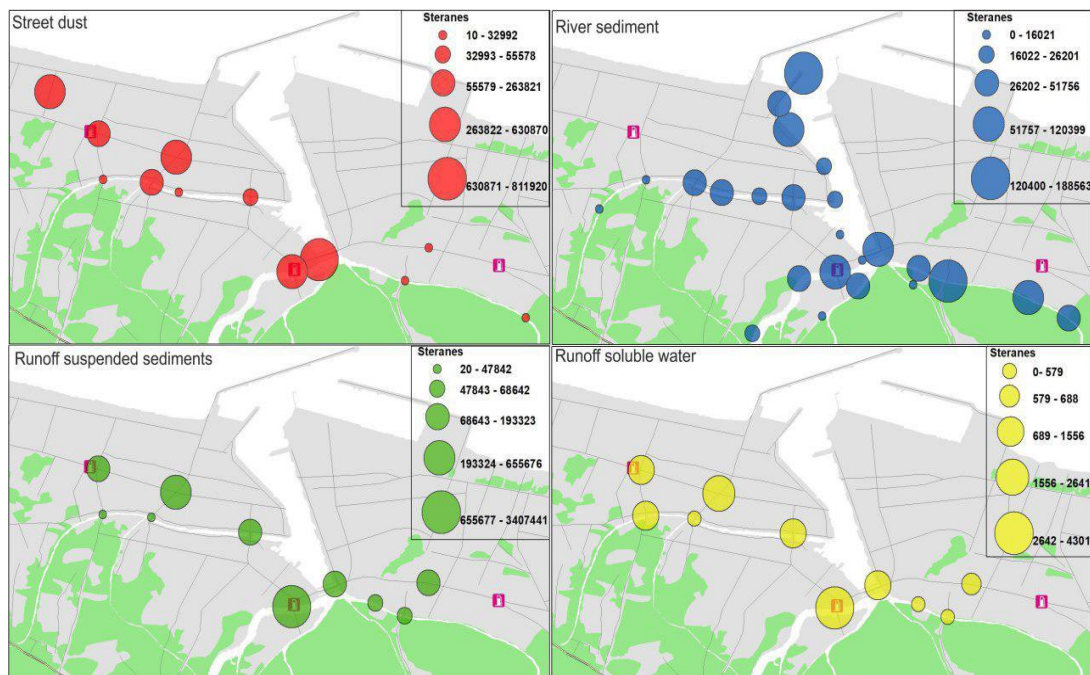 Street dust
Steranes
10 - 32992
32993 - 55578
55579 - 263821
263822 - 630870
630871 - 811920
River sediment
Steranes
0 - 16021
16022 - 26201
26202 - 51756
51757 - 120399
120400 - 188563
Runoff suspended sediments
Steranes
20 - 47842
47843 - 68642
68643 - 193323
193324 - 655676
655677 - 3407441
Runoff soluble water
Steranes
0- 579
579 - 688
689 - 1556
1556 - 2641
2642 - 4301